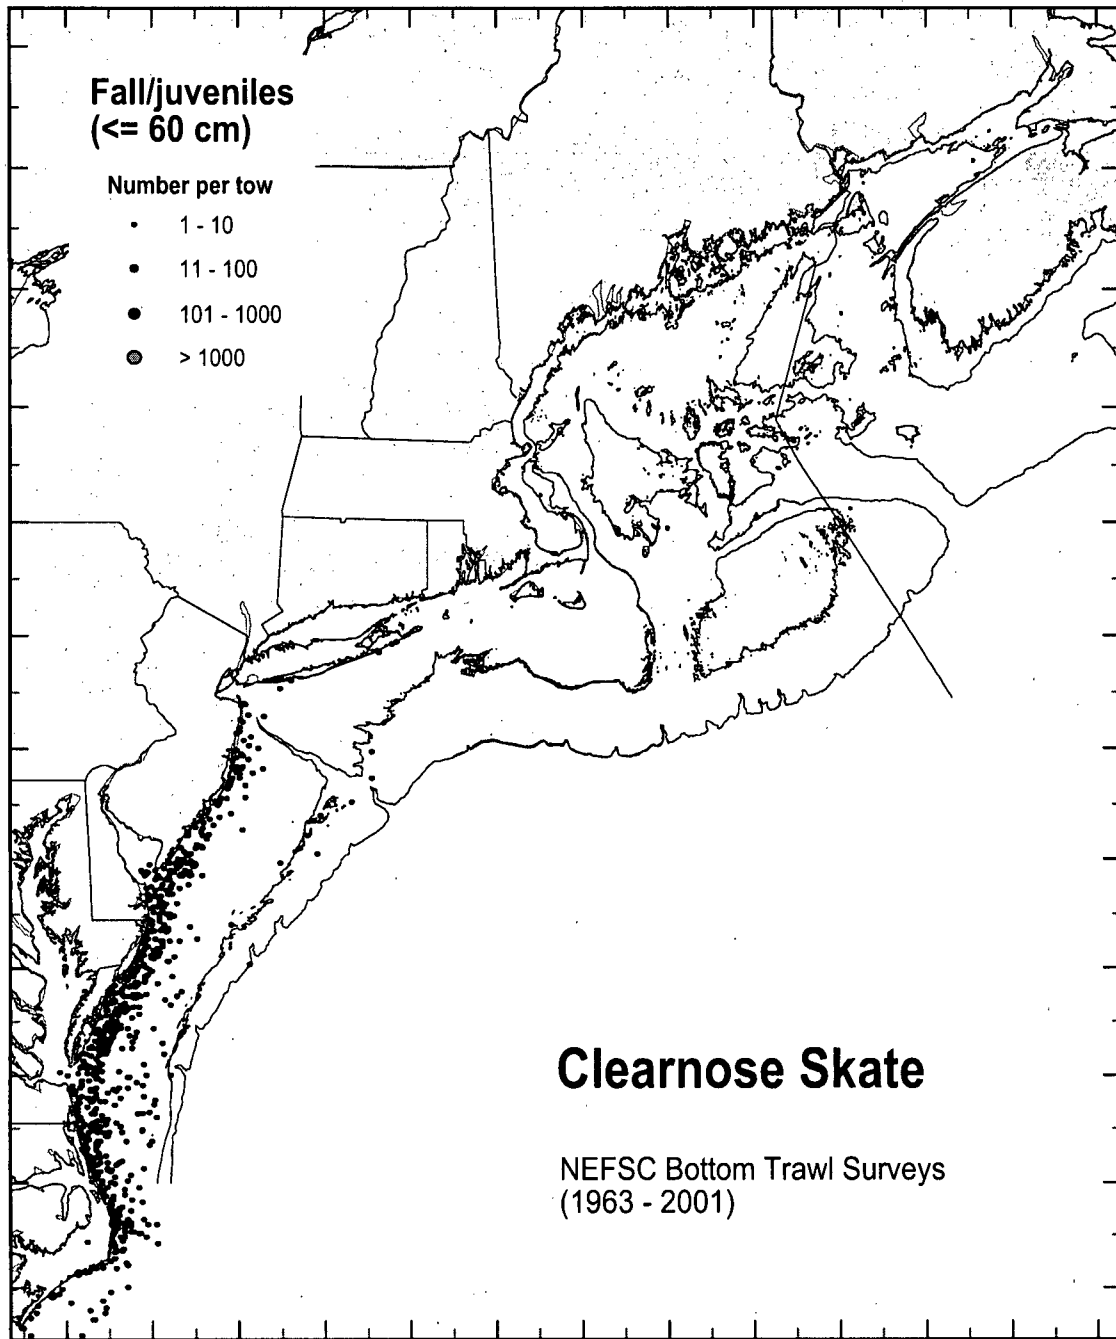 Fall/juveniles
(<= 60 cm)
Number per tow
1 - 10
11 - 100
101 - 1000
> 1000
Clearnose Skate
NEFSC Bottom Trawl Surveys
(1963 - 2001)